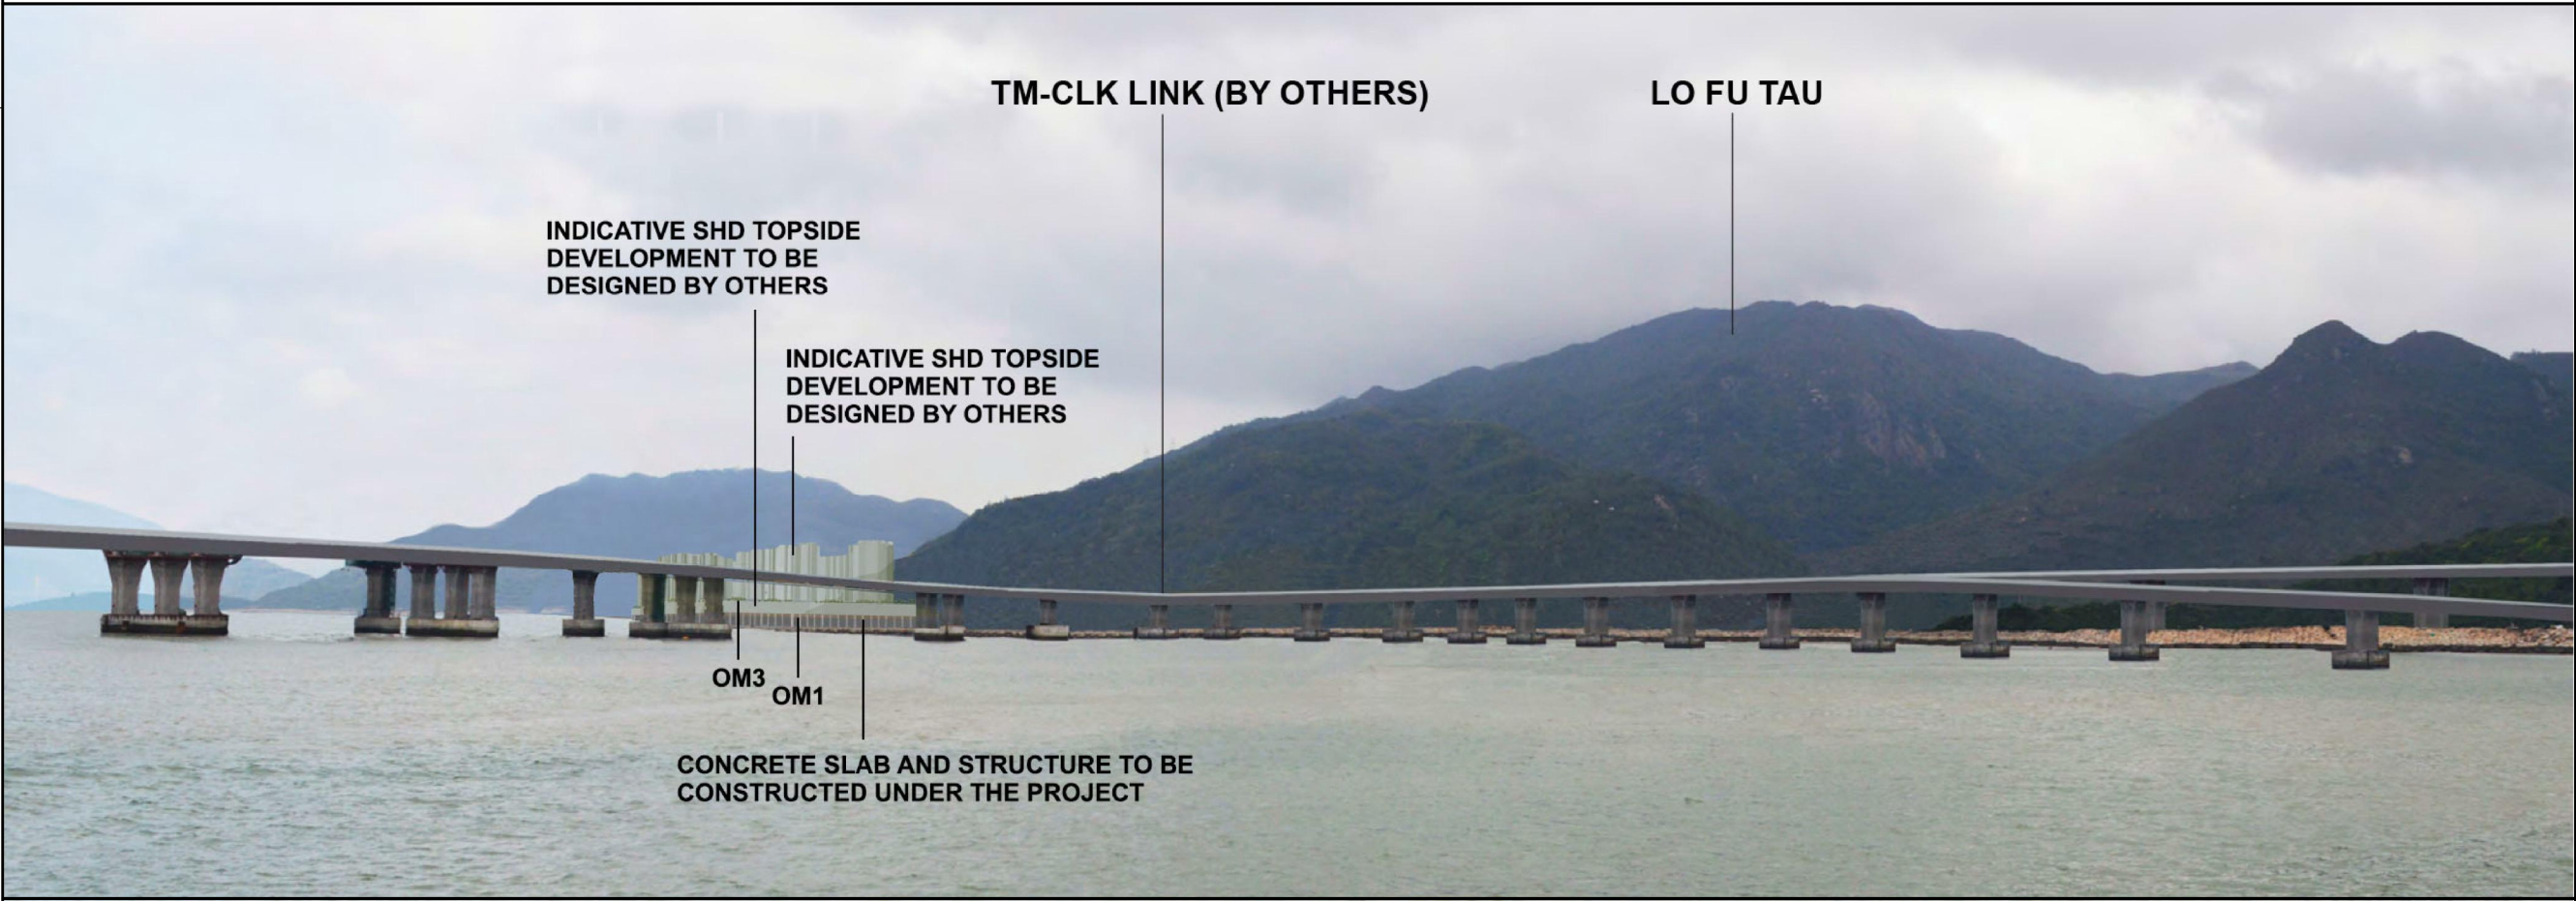 TM-CLK LINK (BY OTHERS)
LO FU TAU
INDICATIVE SHD TOPSIDE
DEVELOPMENT TO BE
DESIGNED BY OTHERS
INDICATIVE SHD TOPSIDE
DEVELOPMENT TO BE
DESIGNED BY OTHERS
OM3
OM1
CONCRETE SLAB AND STRUCTURE TO BE
CONSTRUCTED UNDER THE PROJECT